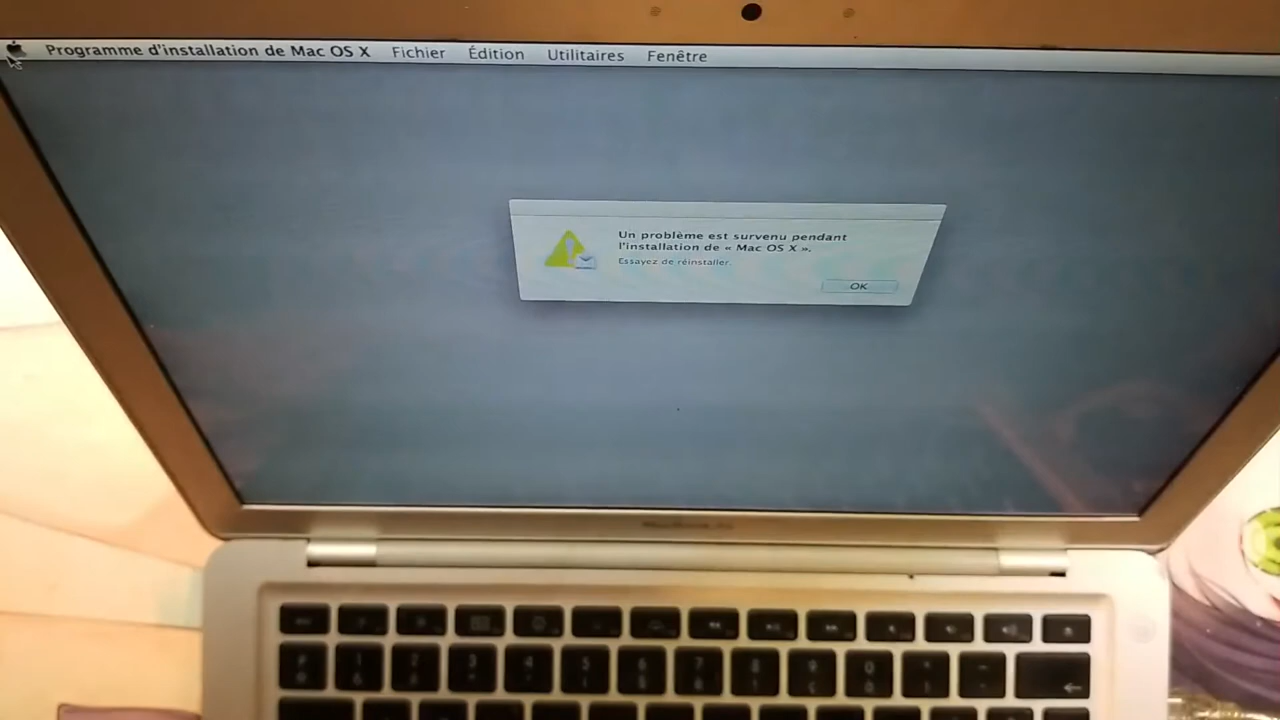 Programme d'installation de Mac OS X Fichier Édition Utilitaires Fenêtre
Un problème est survenu pendant
l'installation de « Mac OS X ».
Essayez de réinstaller.
OK